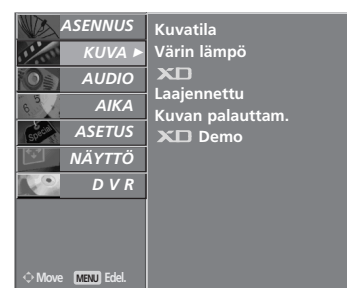 ASENNUS
KUVA
AUDIO
AIKA
ASETUS
NÄYTTÖ
D V R
Kuvatila
Värin lämpö
XD
Laajennettu
Kuvan palauttam.
XD Demo
Move MENU Edel.